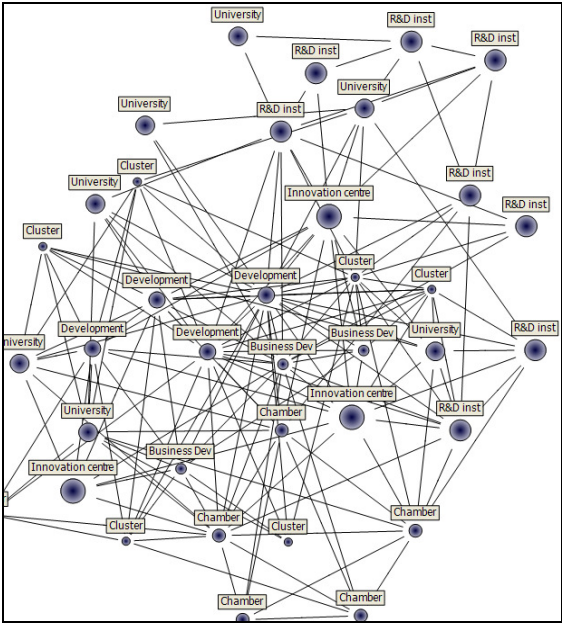 University
R&D inst
R&D inst
R&D inst
University
University
R&D inst
Cluster
R&D inst
University
Innovation centre
R&D inst
Cluster
Cluster
Development
Development
Cluster
University
Development
Development
Business Dev
Business Dev
University
R&D inst
Innovation centre
University
Chamber
R&D inst
Business Dev
Innovation centre
Chamber
Cluster
Cluster
Chamber
Chamber
Chamber